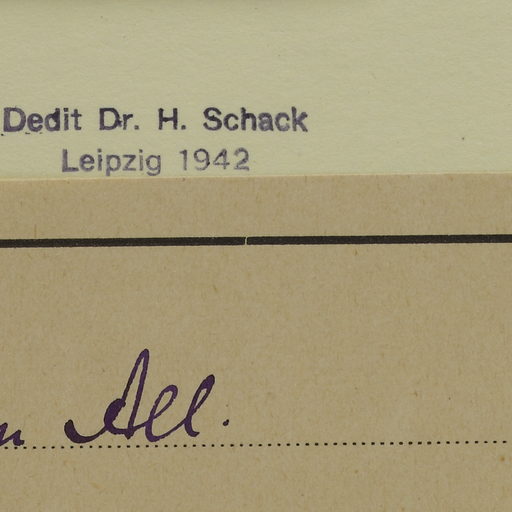 Dedit Dr. H. Schack
Leipzig 1942
All.